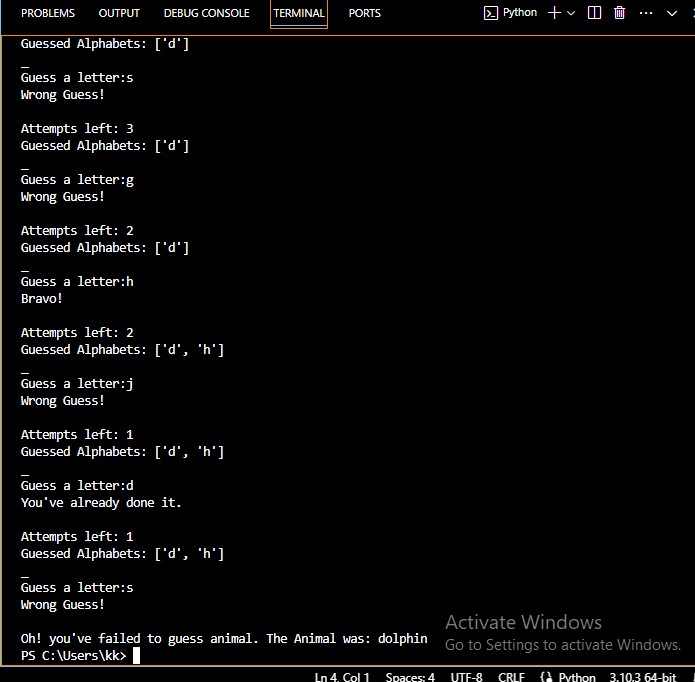 PROBLEMS OUTPUT DEBUG CONSOLE TERMINAL PORTS Python
Guessed Alphabets: ['d']
_
Guess a letter:s
Wrong Guess!
Attempts left: 3
Guessed Alphabets: ['d']
_
Guess a letter:g
Wrong Guess!
Attempts left: 2
Guessed Alphabets: ['d']
_
Guess a letter:h
Bravo!
Attempts left: 2
Guessed Alphabets: ['d', 'h']
_
Guess a letter:j
Wrong Guess!
Attempts left: 1
Guessed Alphabets: ['d', 'h']
_
Guess a letter:d
You've already done it.
Attempts left: 1
Guessed Alphabets: ['d', 'h']
_
Guess a letter:s
Wrong Guess!
Oh! you've failed to guess animal. The Animal was: dolphin
PS C:\Users\kk>
Activate Windows
Go to Settings to activate Windows.
Ln 4, Col 1 Spaces: 4 UTF-8 CRLF Python 3.10.3 64-bit